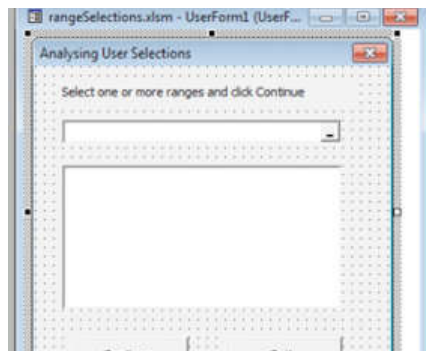 rangeSelections.xlsm - UserForm1 (UserF...
Analysing User Selections
Select one or more ranges and click Continue